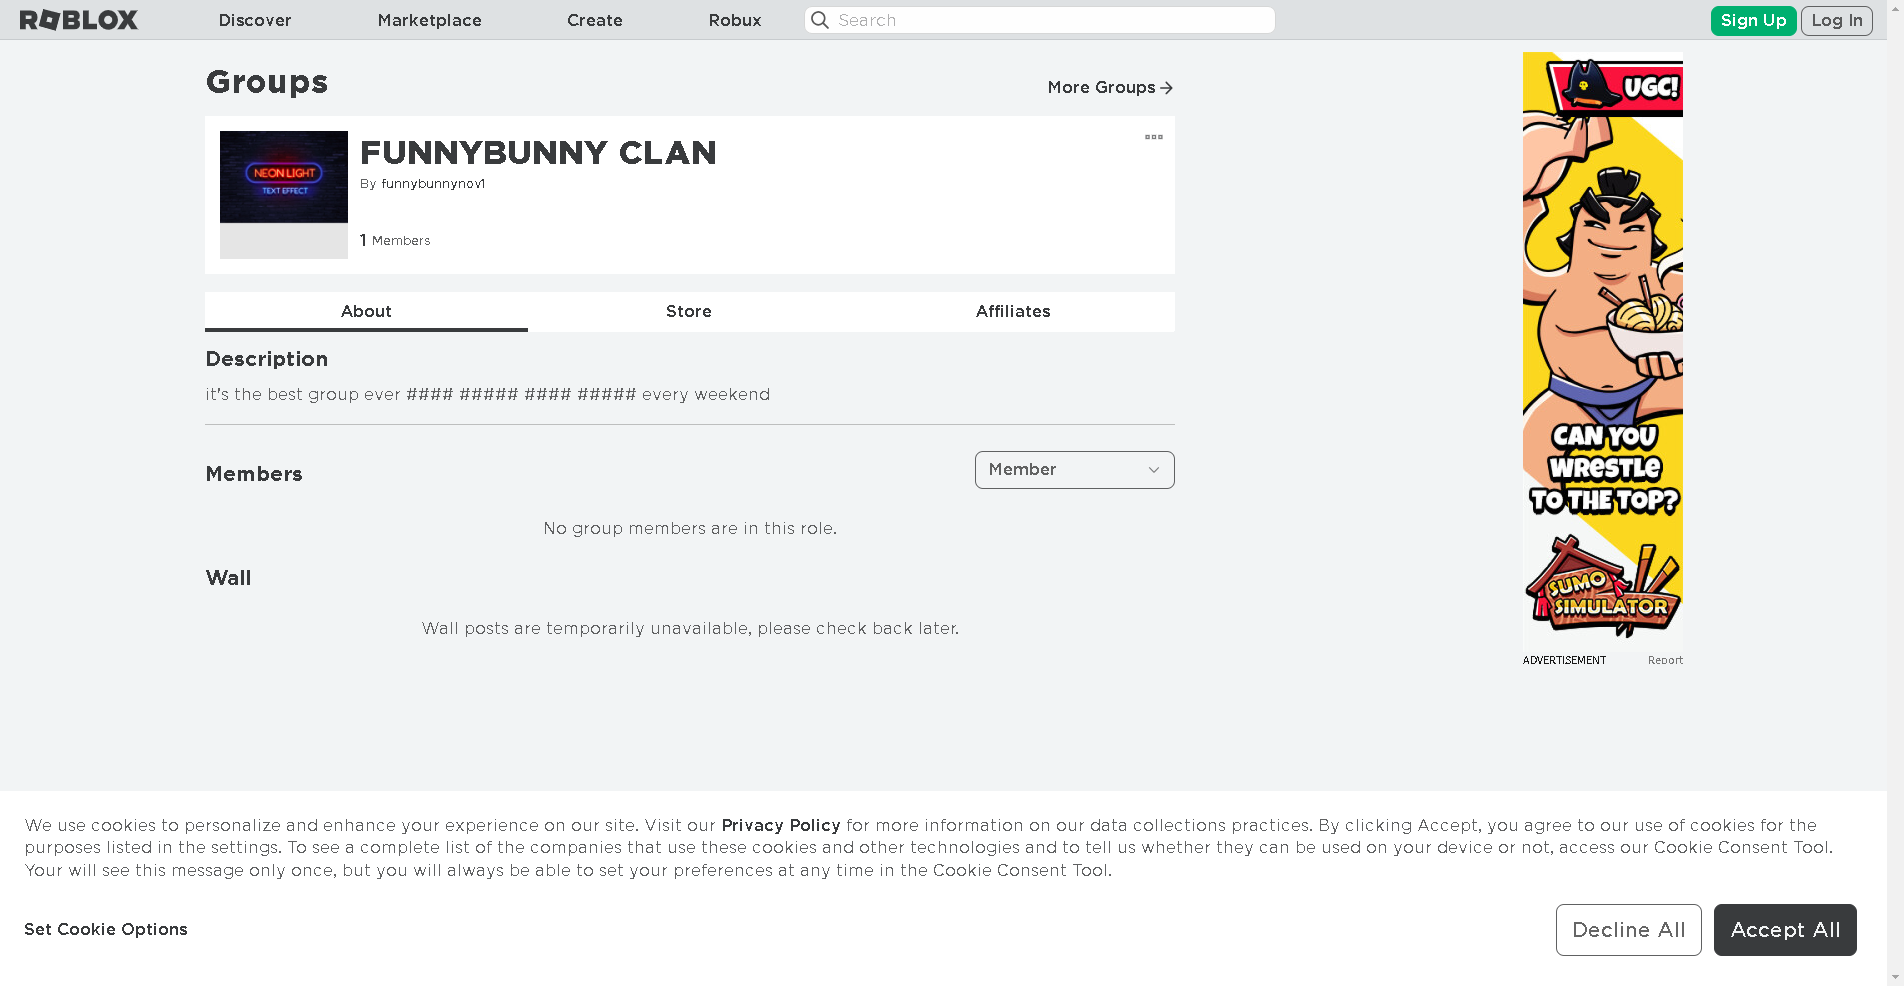 ROBLOX
Discover
Marketplace
Create
Robux
Search
Sign Up
Log In
Groups
More Groups
FUNNYBUNNY CLAN
By funnybunnynov1
NEON LIGHT
TEXT EFFECT
1 Members
About
Store
Affiliates
Description
it's the best group ever #### ##### #### ##### every weekend
Members
Member
No group members are in this role.
Wall
Wall posts are temporarily unavailable, please check back later.
UGC!
CAN YOU
WRESTLE
TO THE TOP?
SUMO
SIMULATOR
ADVERTISEMENT
Report
We use cookies to personalize and enhance your experience on our site. Visit our Privacy Policy for more information on our data collections practices. By clicking Accept, you agree to our use of cookies for the
purposes listed in the settings. To see a complete list of the companies that use these cookies and other technologies and to tell us whether they can be used on your device or not, access our Cookie Consent Tool.
Your will see this message only once, but you will always be able to set your preferences at any time in the Cookie Consent Tool.
Set Cookie Options
Decline All
Accept All